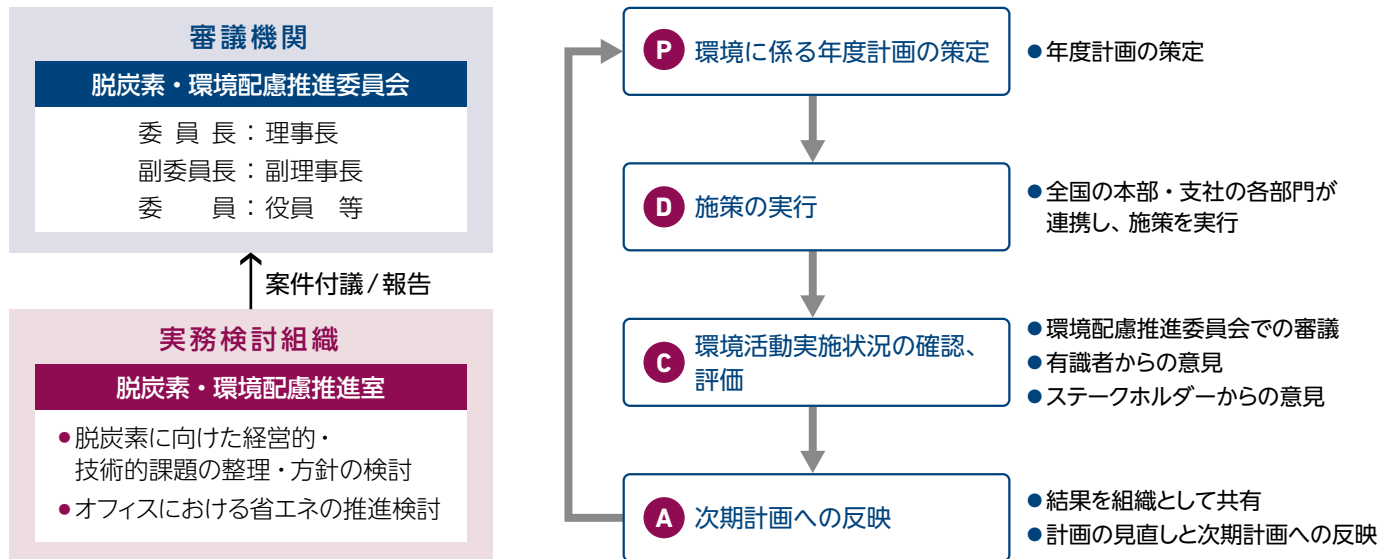 審議機関
脱炭素・環境配慮推進委員会
委員長：理事長
副委員長：副理事長
委　員：役員 等
案件付議/報告
実務検討組織
脱炭素・環境配慮推進室
●脱炭素に向けた経営的・
技術的課題の整理・方針の検討
●オフィスにおける省エネの推進検討
P 環境に係る年度計画の策定
●年度計画の策定
D 施策の実行
●全国の本部・支社の各部門が
連携し、施策を実行
C 環境活動実施状況の確認、
評価
●環境配慮推進委員会での審議
●有識者からの意見
●ステークホルダーからの意見
A 次期計画への反映
●結果を組織として共有
●計画の見直しと次期計画への反映